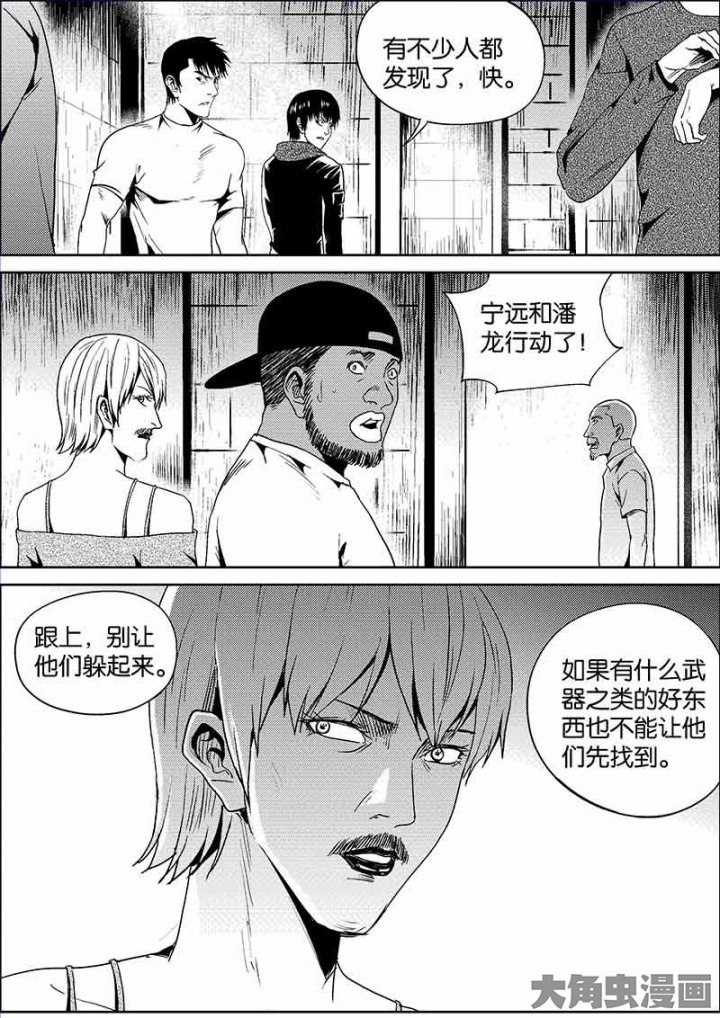 有不少人都
发现了，快。
宁远和潘
龙行动了！
跟上，别让
他们躲起来。
如果有什么武
器之类的好东
西也不能让他
们先找到。
大角虫漫画